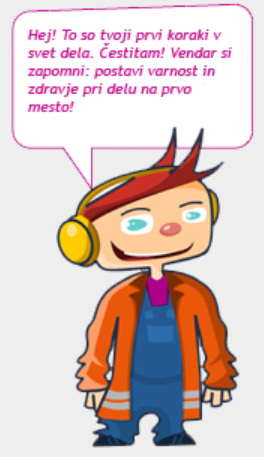 Hej! To so tvoji prvi koraki v
svet dela. Čestitam! Vendar si
zapomni: postavi varnost in
zdravje pri delu na prvo
mesto!